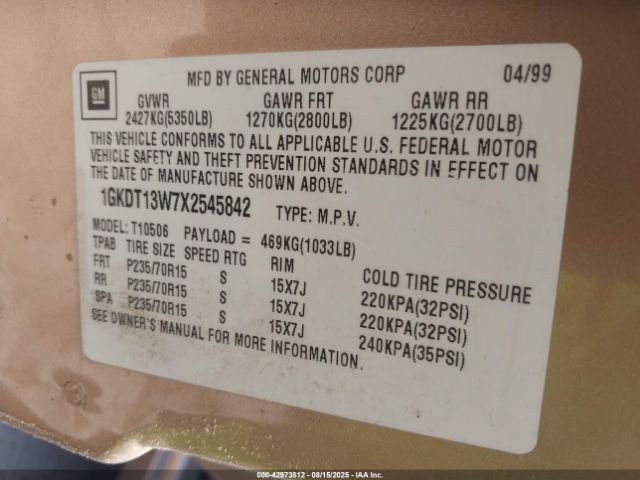 GM
MFD BY GENERAL MOTORS CORP 04/99
GVWR GAWR FRT GAWR RR
2427KG(5350LB) 1270KG(2800LB) 1225KG(2700LB)
THIS VEHICLE CONFORMS TO ALL APPLICABLE U.S. FEDERAL MOTOR
VEHICLE SAFETY AND THEFT PREVENTION STANDARDS IN EFFECT ON
THE DATE OF MANUFACTURE SHOWN ABOVE.
1GKDT13W7X2545842 TYPE: M.P.V.
MODEL: T10506 PAYLOAD = 469KG(1033LB)
TPAB TIRE SIZE SPEED RTG RIM COLD TIRE PRESSURE
FRT P235/70R15 S 15X7J 220KPA(32PSI)
RR P235/70R15 S 15X7J 220KPA(32PSI)
SPA P235/70R15 S 15X7J 240KPA(35PSI)
SEE OWNER'S MANUAL FOR MORE INFORMATION.
000-42973812 - 08/15/2025 - IAA Inc.